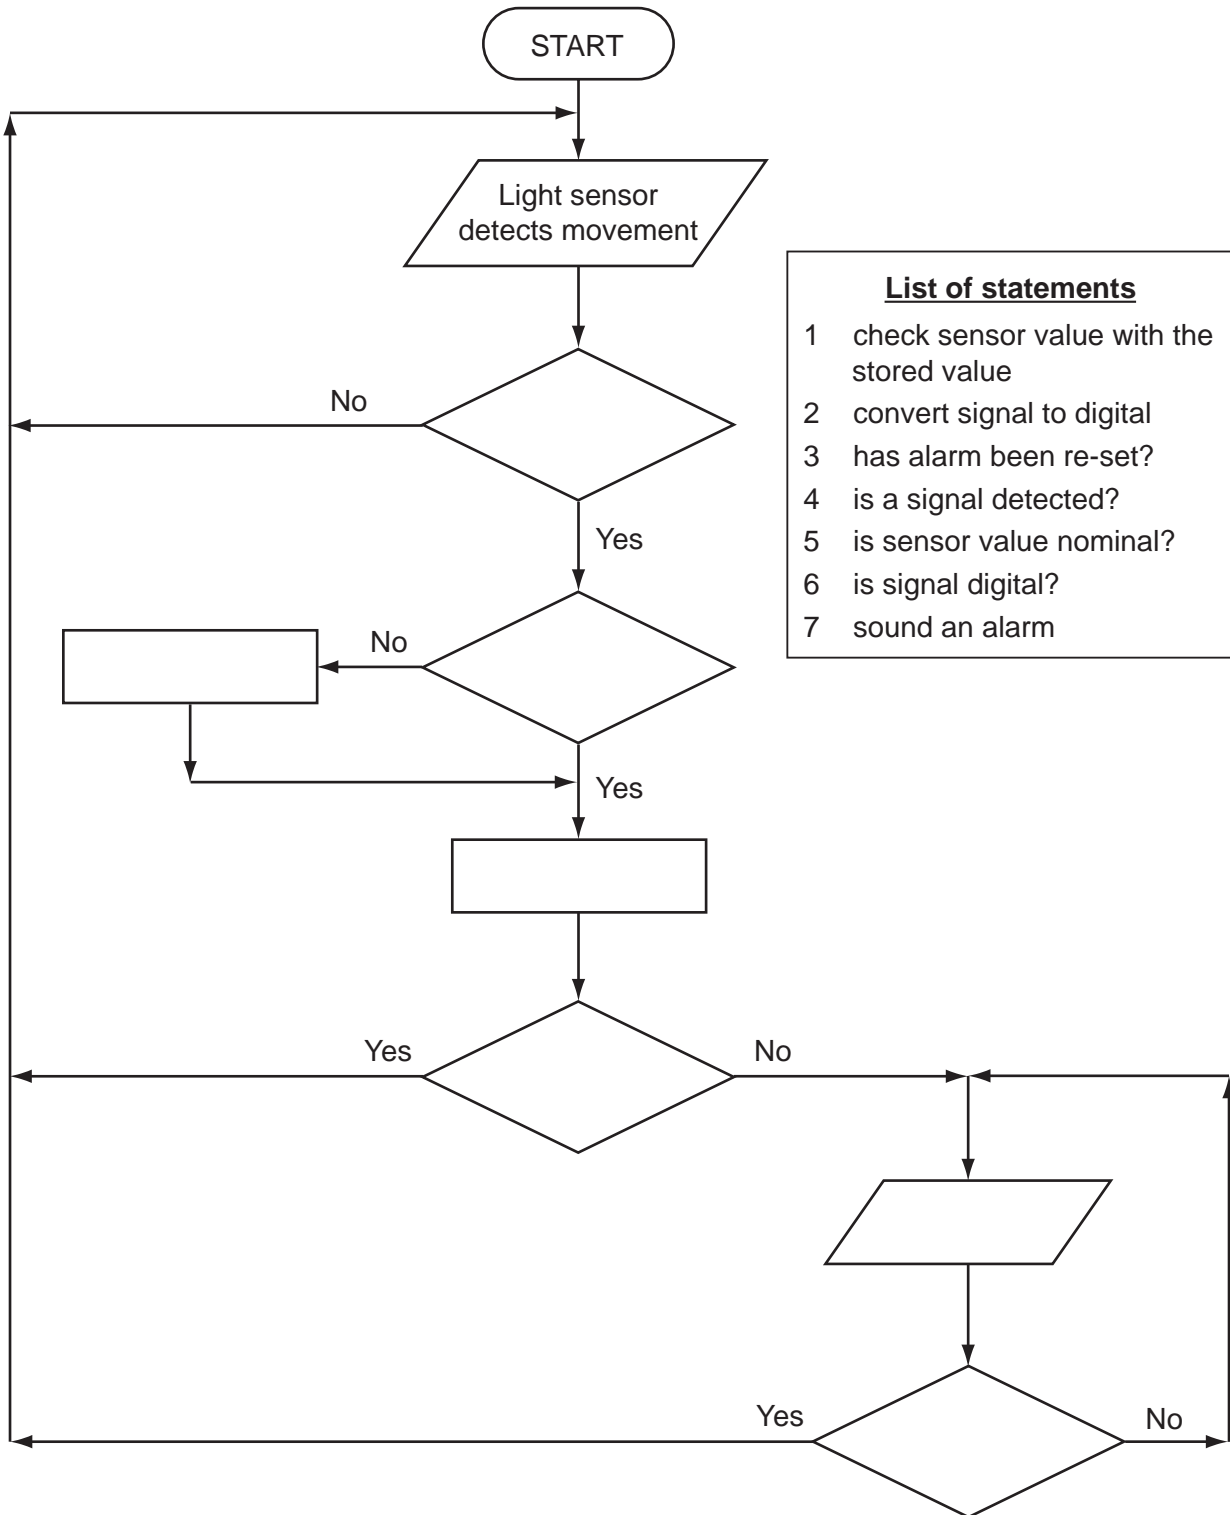 START
Light sensor
detects movement
List of statements
1 check sensor value with the
stored value
2 convert signal to digital
3 has alarm been re-set?
4 is a signal detected?
5 is sensor value nominal?
6 is signal digital?
7 sound an alarm
No
Yes
No
Yes
Yes
No
Yes
No